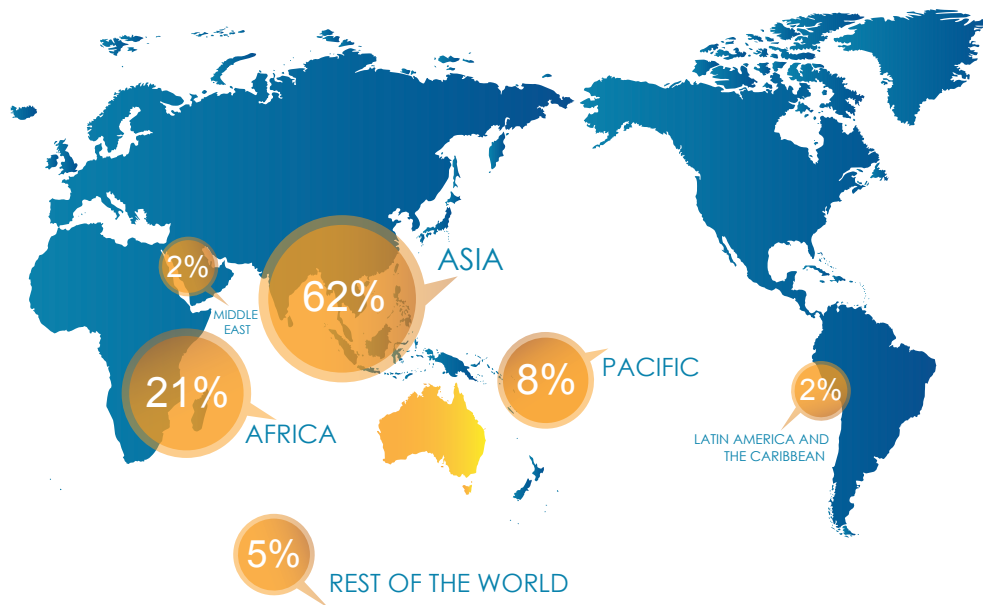 2%
MIDDLE
EAST
62%
ASIA
21%
AFRICA
8%
PACIFIC
2%
LATIN AMERICA AND
THE CARIBBEAN
5%
REST OF THE WORLD